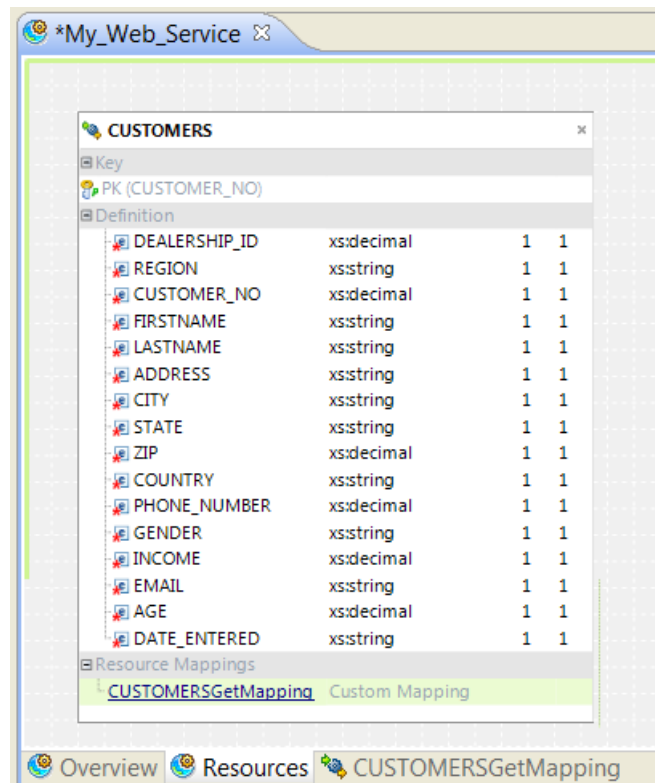 *My_Web_Service
CUSTOMERS
Key
PK (CUSTOMER_NO)
Definition
DEALERSHIP_ID xs:decimal 1 1
REGION xs:string 1 1
CUSTOMER_NO xs:decimal 1 1
FIRSTNAME xs:string 1 1
LASTNAME xs:string 1 1
ADDRESS xs:string 1 1
CITY xs:string 1 1
STATE xs:string 1 1
ZIP xs:decimal 1 1
COUNTRY xs:string 1 1
PHONE_NUMBER xs:decimal 1 1
GENDER xs:string 1 1
INCOME xs:decimal 1 1
EMAIL xs:string 1 1
AGE xs:decimal 1 1
DATE_ENTERED xs:string 1 1
Resource Mappings
CUSTOMERSGetMapping Custom Mapping
Overview Resources CUSTOMERSGetMapping